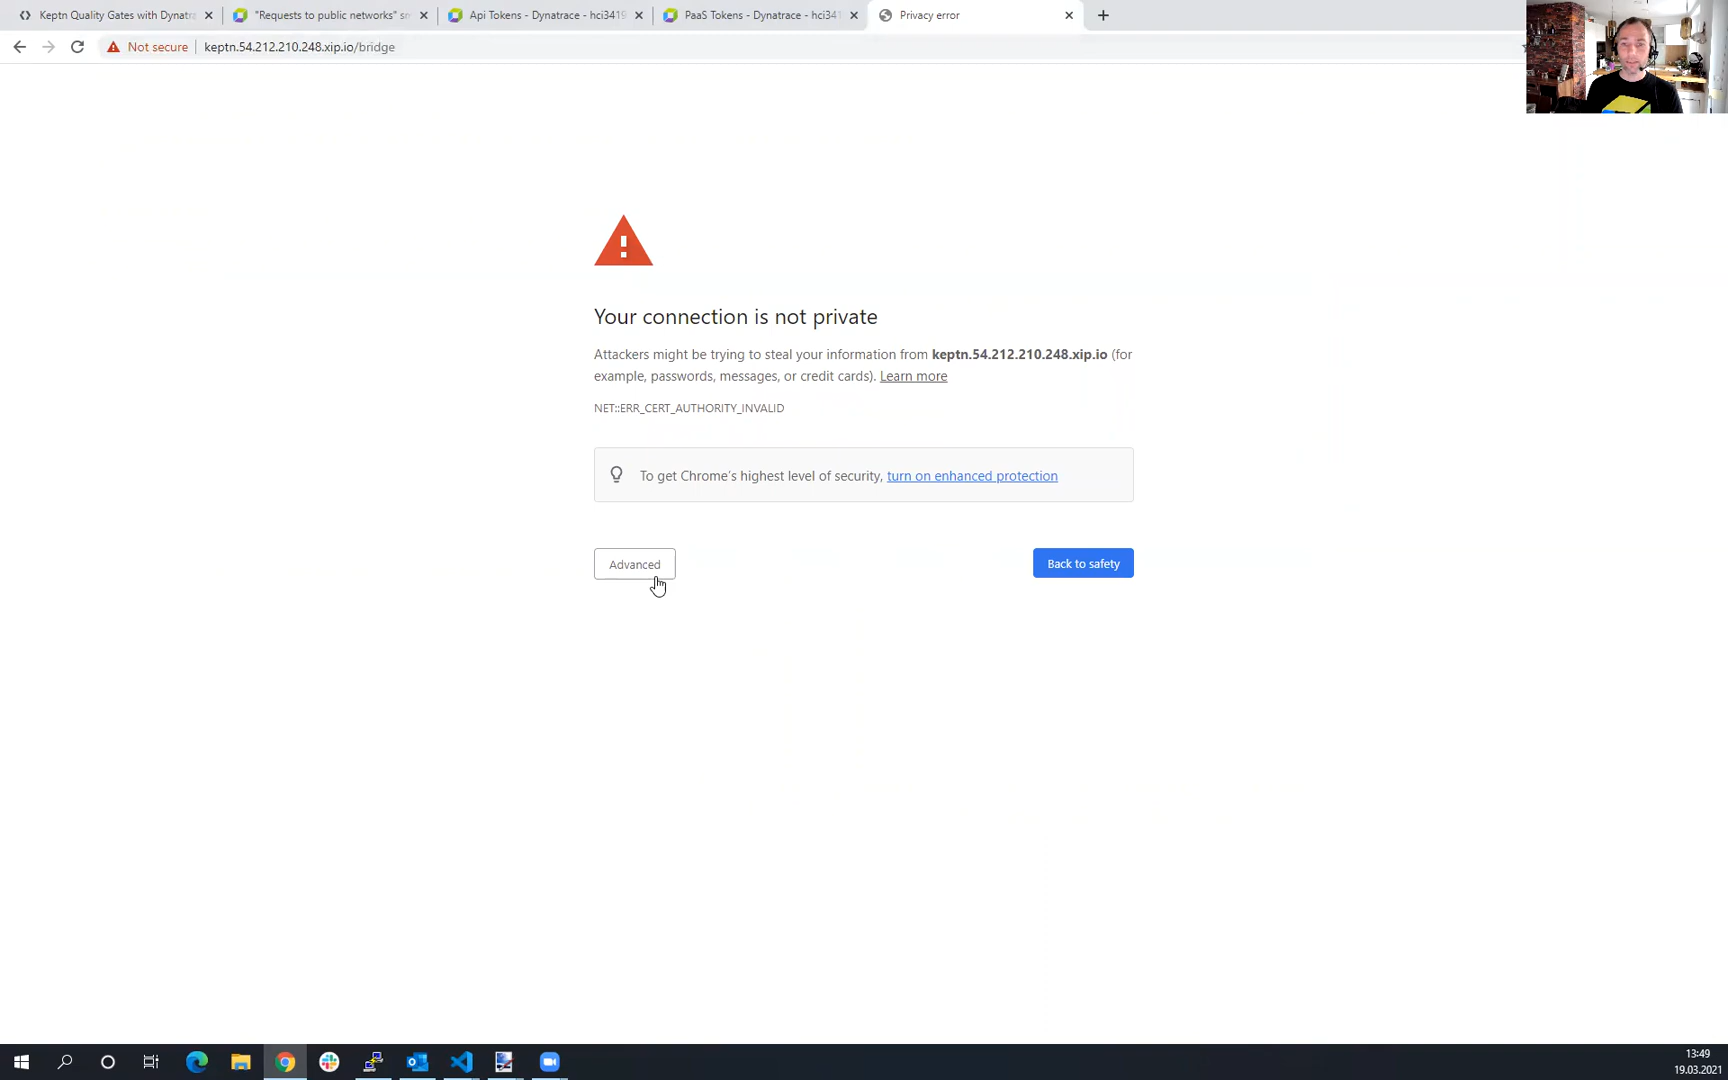 Keptn Quality Gates with Dynatra
"Requests to public networks" sm
Api Tokens - Dynatrace - hci3419
PaaS Tokens - Dynatrace - hci341
Privacy error
Not secure
keptn.54.212.210.248.xip.io/bridge
Your connection is not private
Attackers might be trying to steal your information from keptn.54.212.210.248.xip.io (for
example, passwords, messages, or credit cards). Learn more
NET::ERR_CERT_AUTHORITY_INVALID
To get Chrome's highest level of security, turn on enhanced protection
Advanced
Back to safety
13:49
19.03.2021